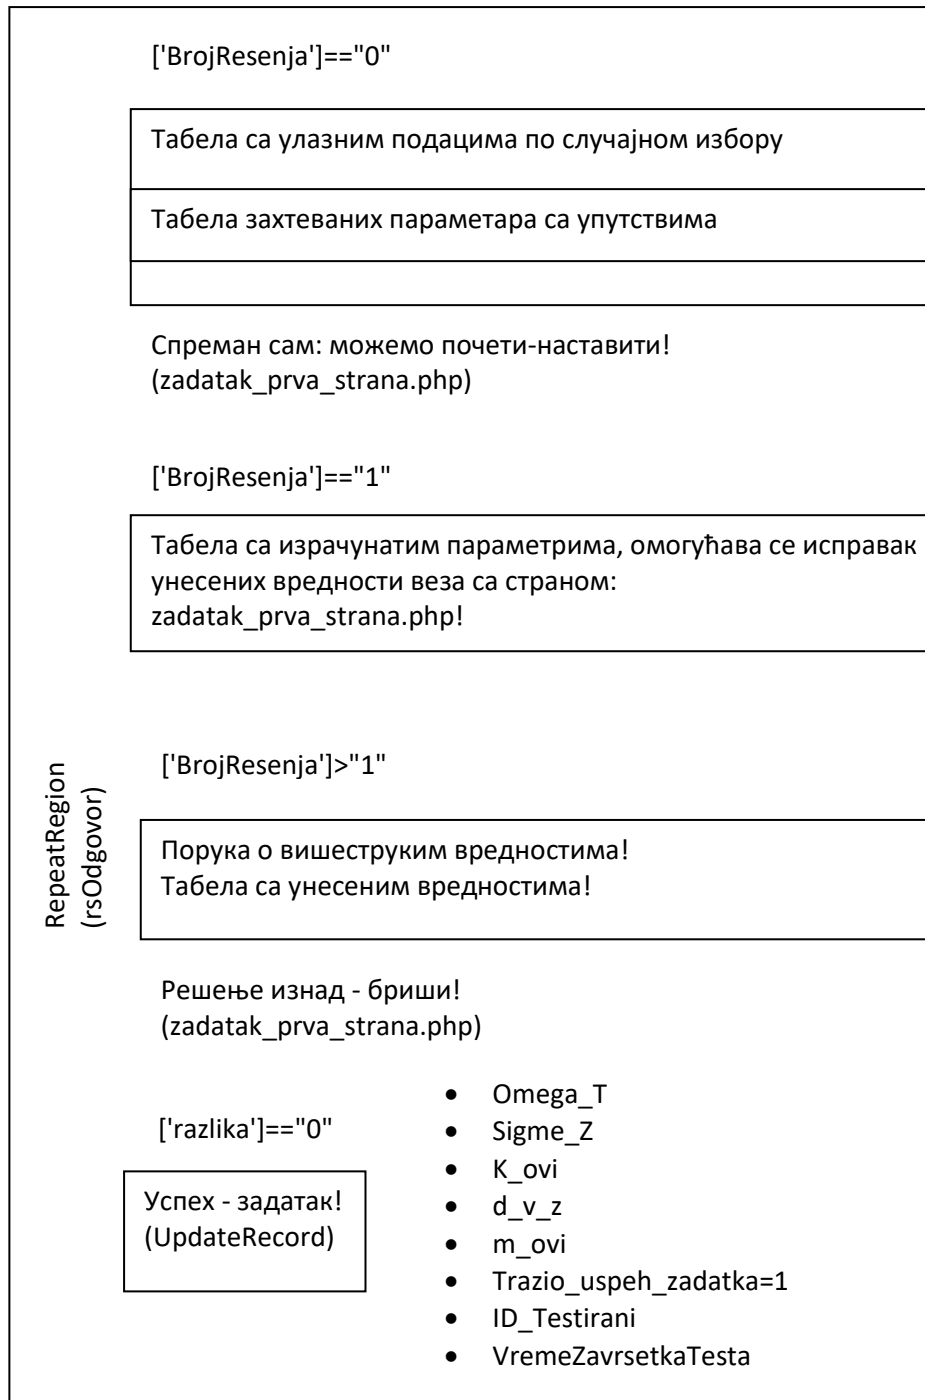 ['BrojResenja']=="0"
Табела са улазним подацима по случајном избору
Табела захтеваних параметара са упутствима
Спреман сам: можемо почети-наставити!
(zadatak_prva_strana.php)
['BrojResenja']=="1"
Табела са израчунатим параметрима, омогућава се исправак
унесених вредности веза са страном:
zadatak_prva_strana.php!
RepeatRegion
(rsOdgovor)
['BrojResenja']>"1"
Порука о вишеструким вредностима!
Табела са унесеним вредностима!
Решење изнад - бриши!
(zadatak_prva_strana.php)
['razlika']=="0"
Успех - задатак!
(UpdateRecord)
• Omega_T
• Sigme_Z
• K_ovi
• d_v_z
• m_ovi
• Trazio_uspeh_zadatka=1
• ID_Testirani
• VremeZavrsetkaTesta